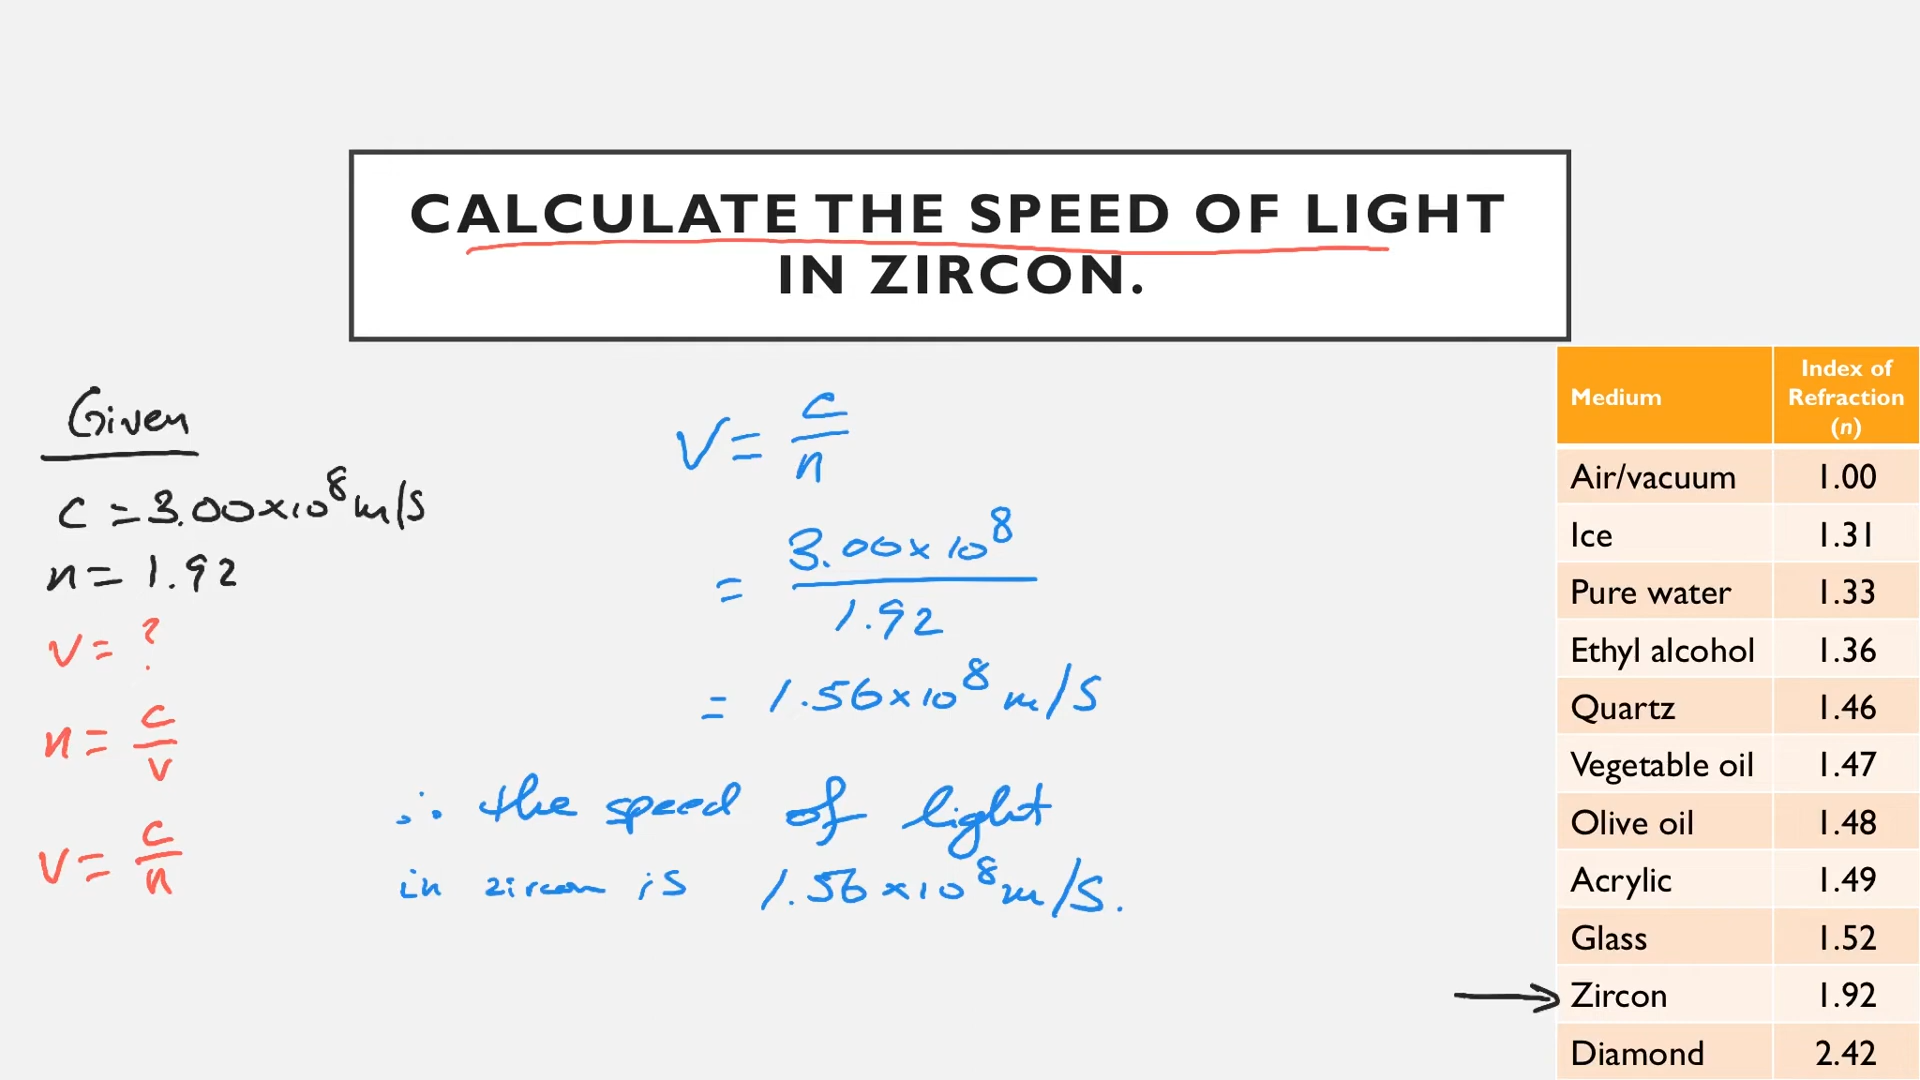 CALCULATE THE SPEED OF LIGHT
IN ZIRCON.
Given
c = 3.00×10⁸ m/s
n = 1.92
v = ?
n = c/v
v = c/n
v = c/n
= 3.00×10⁸/1.92
= 1.56×10⁸ m/s
∴ the speed of light
in zircon is 1.56×10⁸ m/s.
Medium Index of Refraction (n)
Air/vacuum 1.00
Ice 1.31
Pure water 1.33
Ethyl alcohol 1.36
Quartz 1.46
Vegetable oil 1.47
Olive oil 1.48
Acrylic 1.49
Glass 1.52
Zircon 1.92
Diamond 2.42